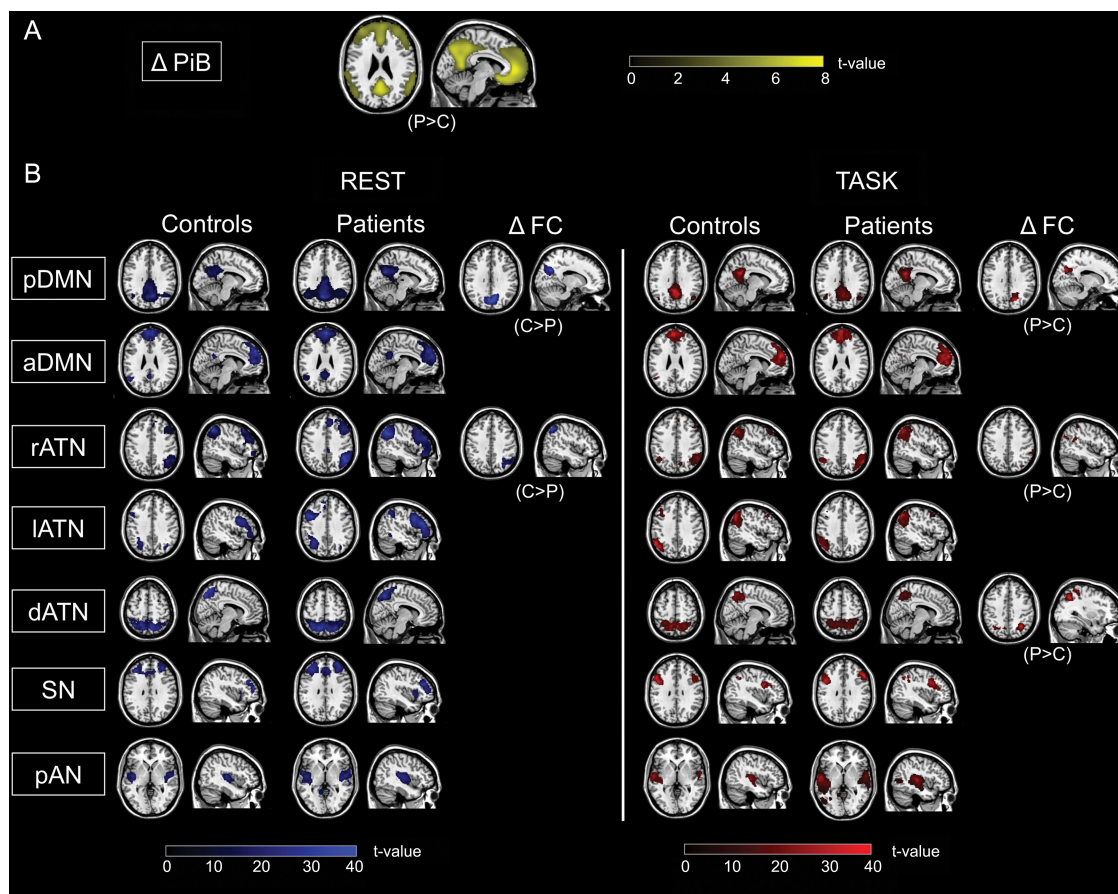 A
Δ PiB
(P>C)
0 2 4 6 8 t-value
B
REST
TASK
Controls Patients Δ FC Controls Patients Δ FC
pDMN
(C>P) (P>C)
aDMN
rATN
(C>P) (P>C)
lATN
dATN
(P>C)
SN
pAN
t-value t-value
0 10 20 30 40 0 10 20 30 40